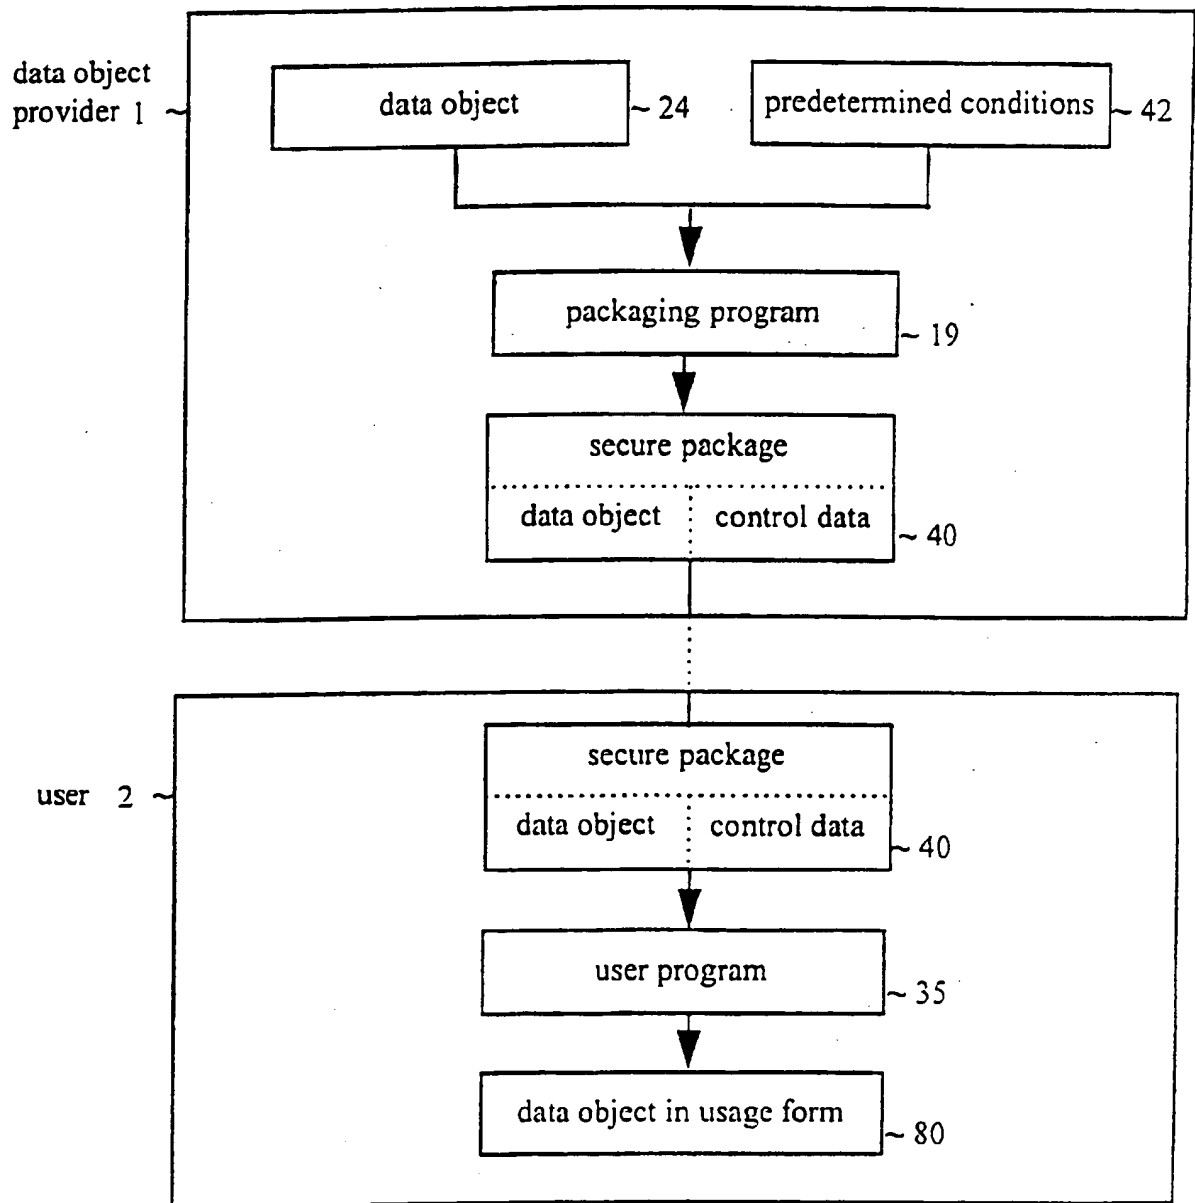 data object
provider 1 ~
data object
~ 24
predetermined conditions
~ 42
packaging program
~ 19
secure package
data object
control data
~ 40
user 2 ~
secure package
data object
control data
~ 40
user program
~ 35
data object in usage form
~ 80